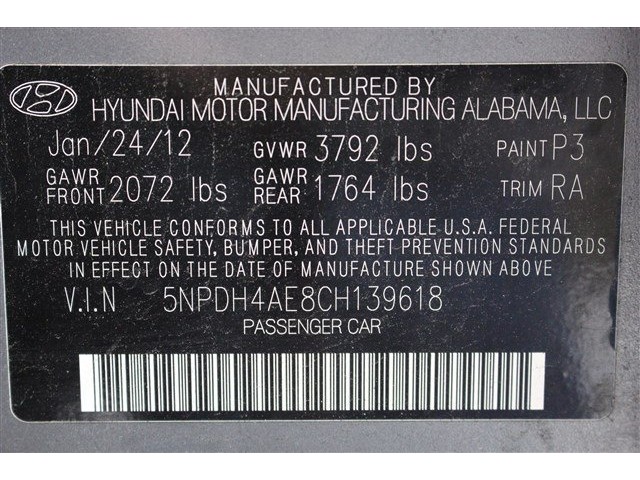 MANUFACTURED BY
HYUNDAI MOTOR MANUFACTURING ALABAMA, LLC
Jan/24/12 GVWR 3792 lbs PAINT P3
GAWR FRONT 2072 lbs GAWR REAR 1764 lbs TRIM RA
THIS VEHICLE CONFORMS TO ALL APPLICABLE U.S.A. FEDERAL
MOTOR VEHICLE SAFETY, BUMPER, AND THEFT PREVENTION STANDARDS
IN EFFECT ON THE DATE OF MANUFACTURE SHOWN ABOVE
V.I.N 5NPDH4AE8CH139618
PASSENGER CAR